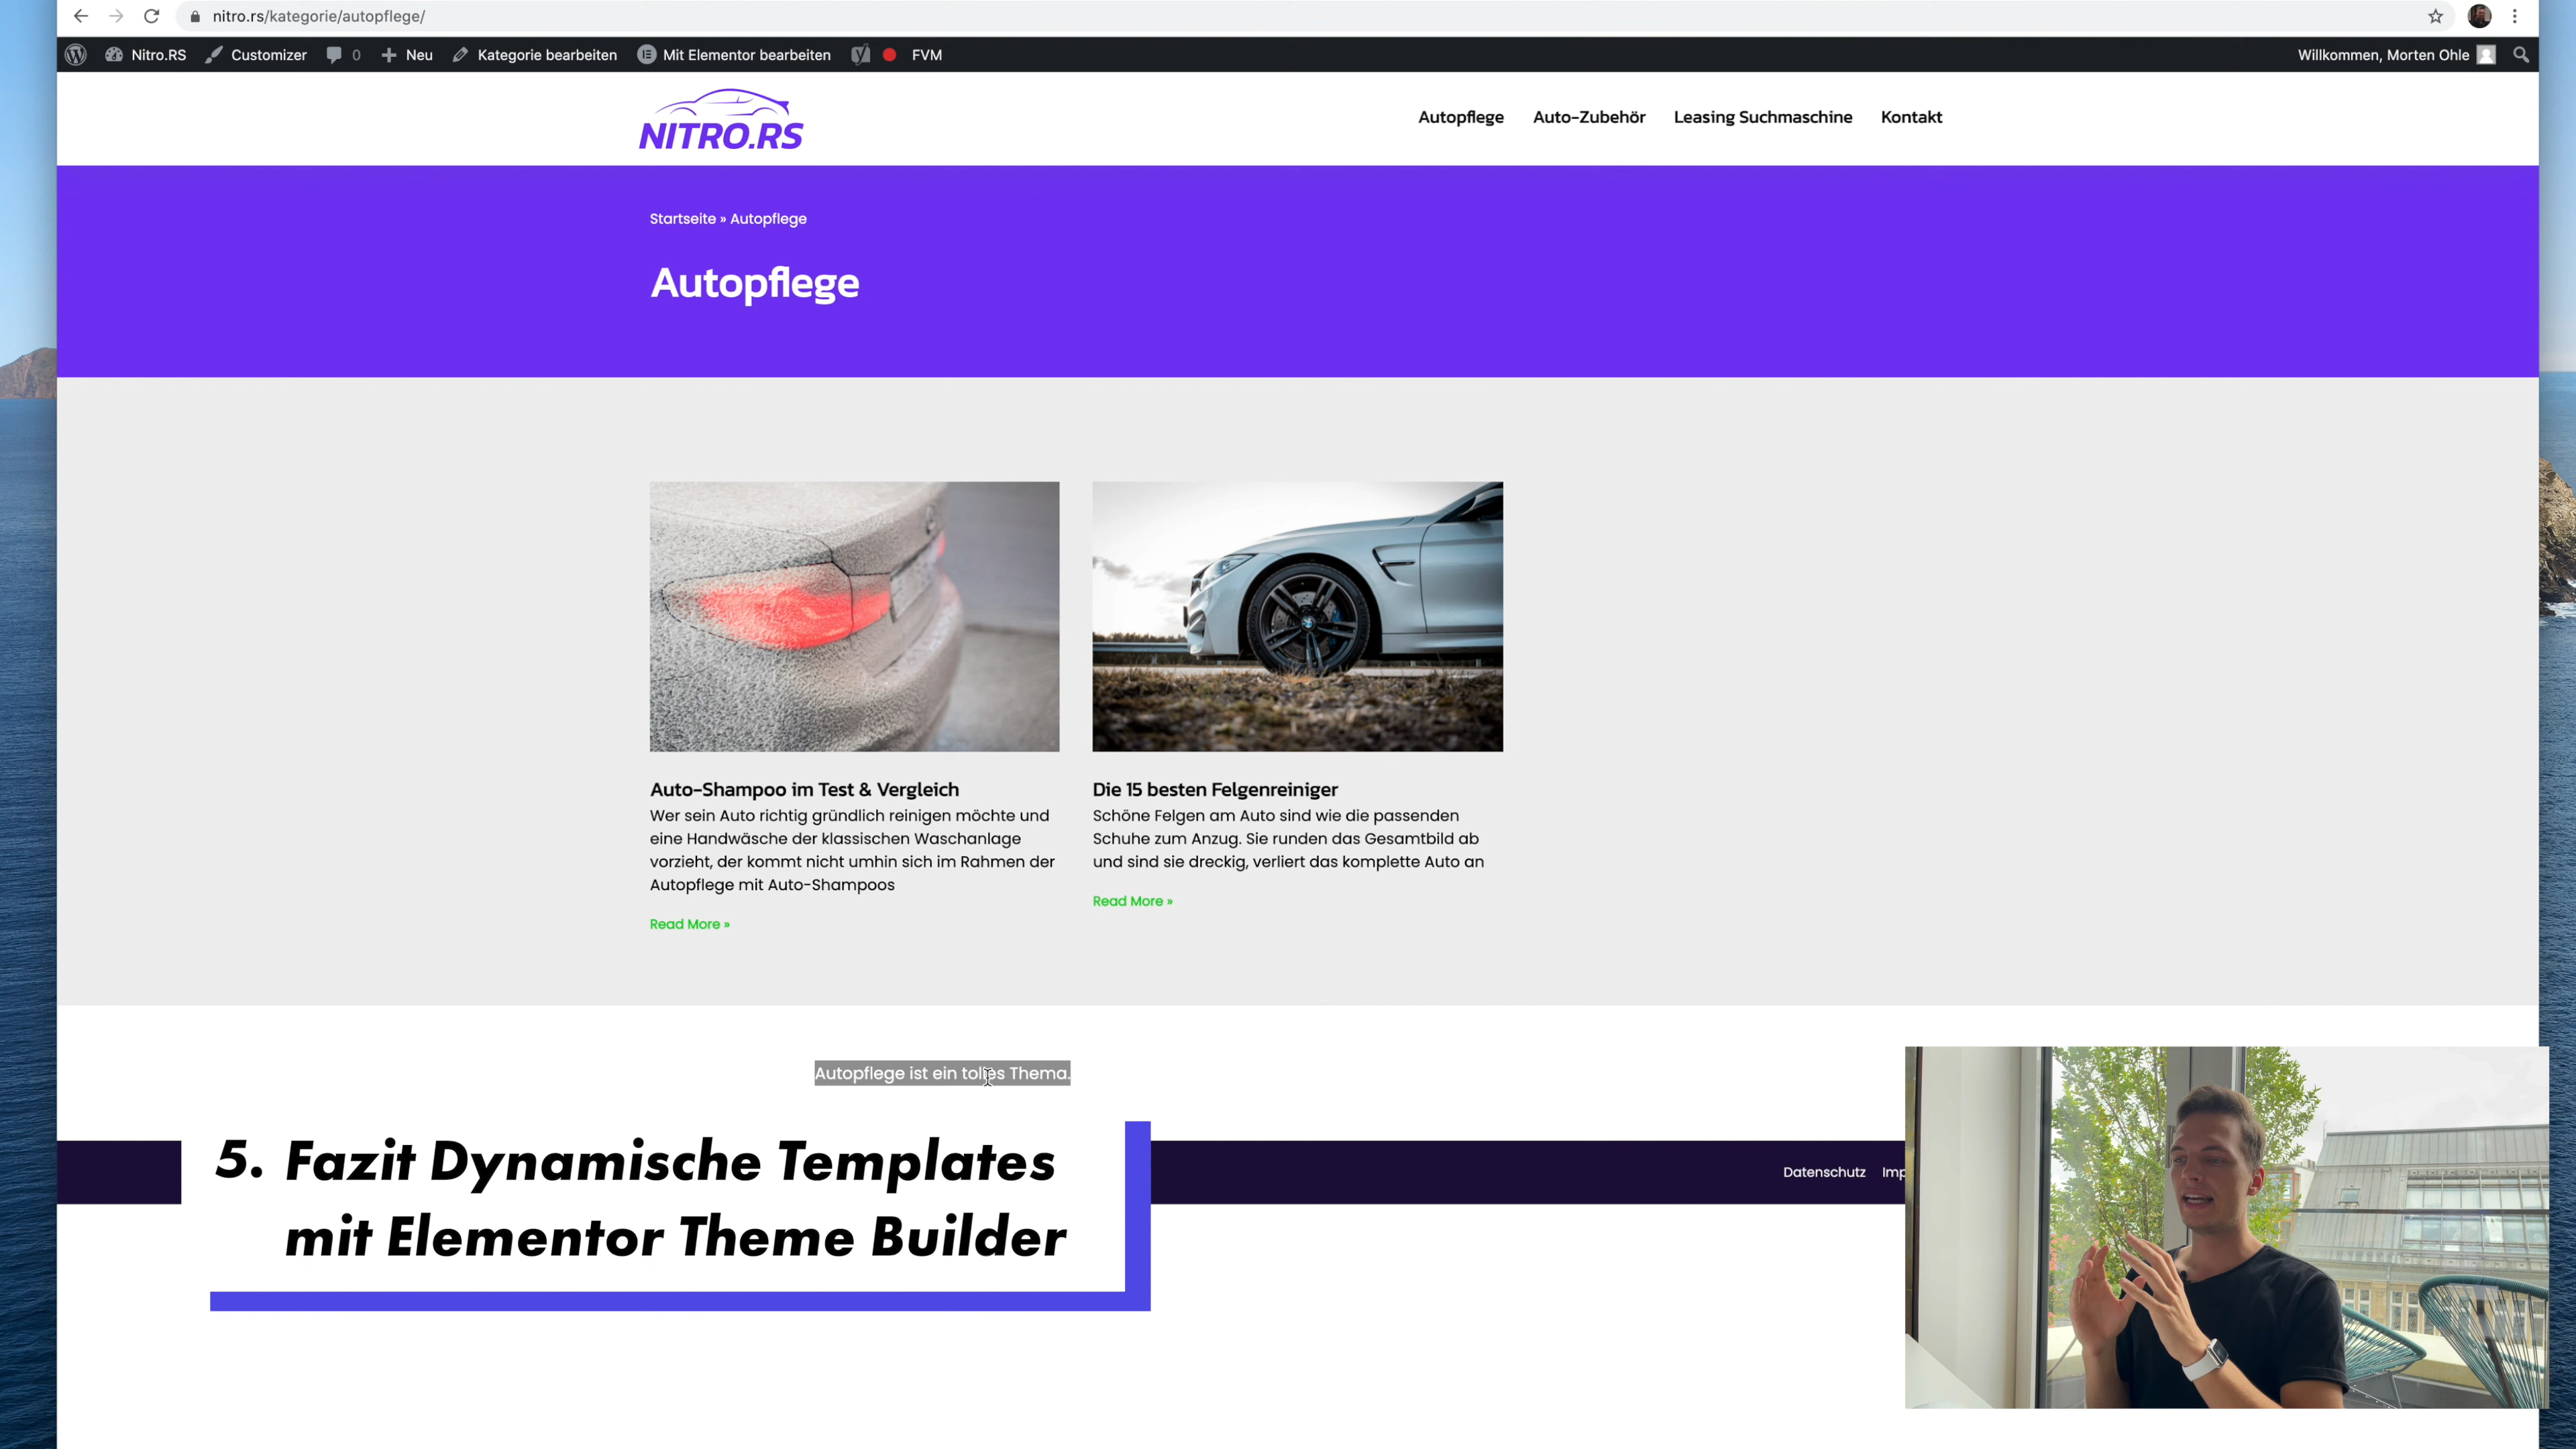 nitro.rs/kategorie/autopflege/
Nitro.RS Customizer 0 Neu Kategorie bearbeiten Mit Elementor bearbeiten FVM Willkommen, Morten Ohle
NITRO.RS
Autopflege Auto-Zubehör Leasing Suchmaschine Kontakt
Startseite » Autopflege
Autopflege
Auto-Shampoo im Test & Vergleich
Wer sein Auto richtig gründlich reinigen möchte und
eine Handwäsche der klassischen Waschanlage
vorzieht, der kommt nicht umhin sich im Rahmen der
Autopflege mit Auto-Shampoos
Read More »
Die 15 besten Felgenreiniger
Schöne Felgen am Auto sind wie die passenden
Schuhe zum Anzug. Sie runden das Gesamtbild ab
und sind sie dreckig, verliert das komplette Auto an
Read More »
Autopflege ist ein tolles Thema.
5. Fazit Dynamische Templates
mit Elementor Theme Builder
Datenschutz Imp